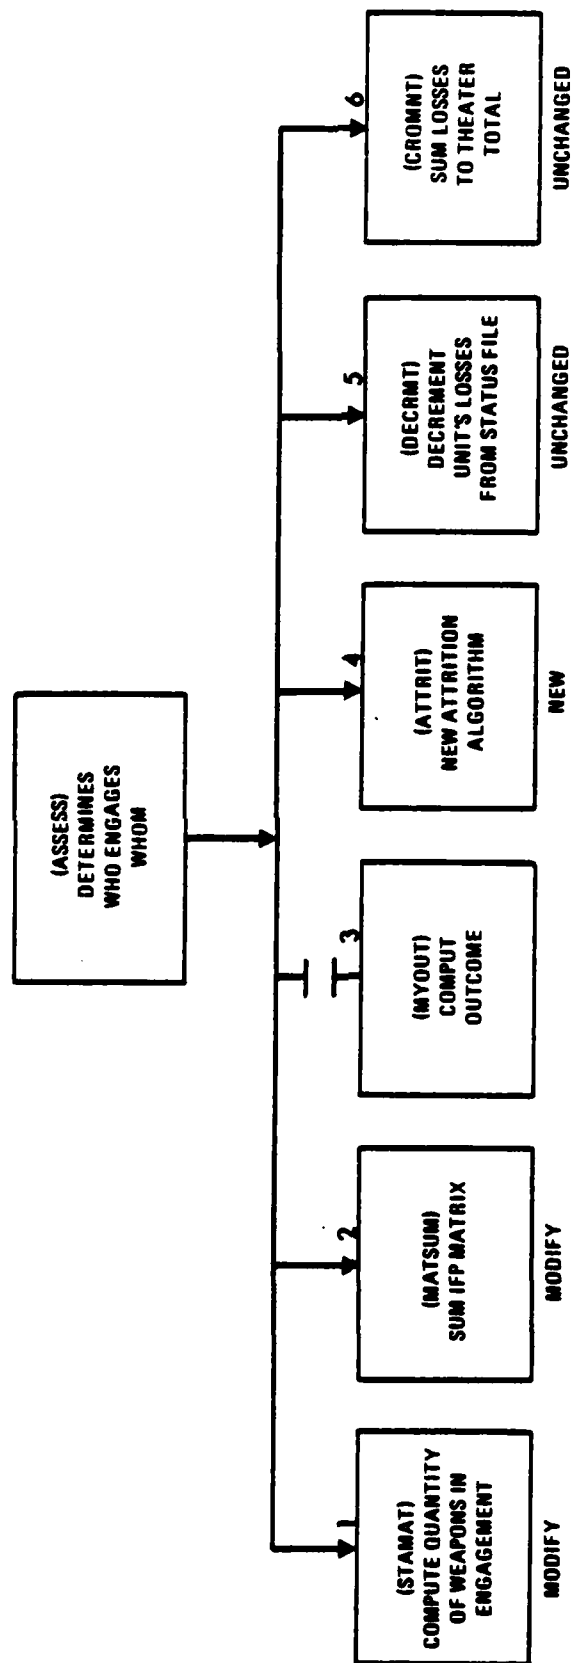 (ASSESS)
DETERMINES
WHO ENGAGES
WHOM
1
(STAMAT)
COMPUTE QUANTITY
OF WEAPONS IN
ENGAGEMENT
MODIFY
2
(MATSUM)
SUM IFP MATRIX
MODIFY
3
(MYOUT)
COMPUT
OUTCOME
4
(ATTRIT)
NEW ATTRITION
ALGORITHM
NEW
5
(DECRMT)
DECREMENT
UNIT'S LOSSES
FROM STATUS FILE
UNCHANGED
6
(CROMNT)
SUM LOSSES
TO THEATER
TOTAL
UNCHANGED